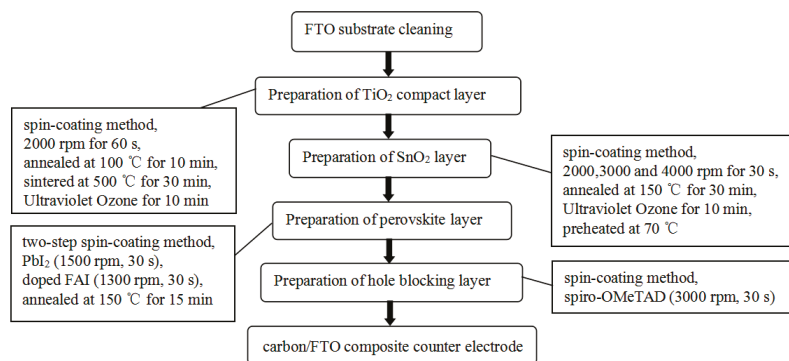 FTO substrate cleaning
Preparation of TiO₂ compact layer
spin-coating method,
2000 rpm for 60 s,
annealed at 100 ℃ for 10 min,
sintered at 500 ℃ for 30 min,
Ultraviolet Ozone for 10 min
Preparation of SnO₂ layer
spin-coating method,
2000,3000 and 4000 rpm for 30 s,
annealed at 150 ℃ for 30 min,
Ultraviolet Ozone for 10 min,
preheated at 70 ℃
Preparation of perovskite layer
two-step spin-coating method,
PbI₂ (1500 rpm, 30 s),
doped FAI (1300 rpm, 30 s),
annealed at 150 ℃ for 15 min
Preparation of hole blocking layer
spin-coating method,
spiro-OMeTAD (3000 rpm, 30 s)
carbon/FTO composite counter electrode